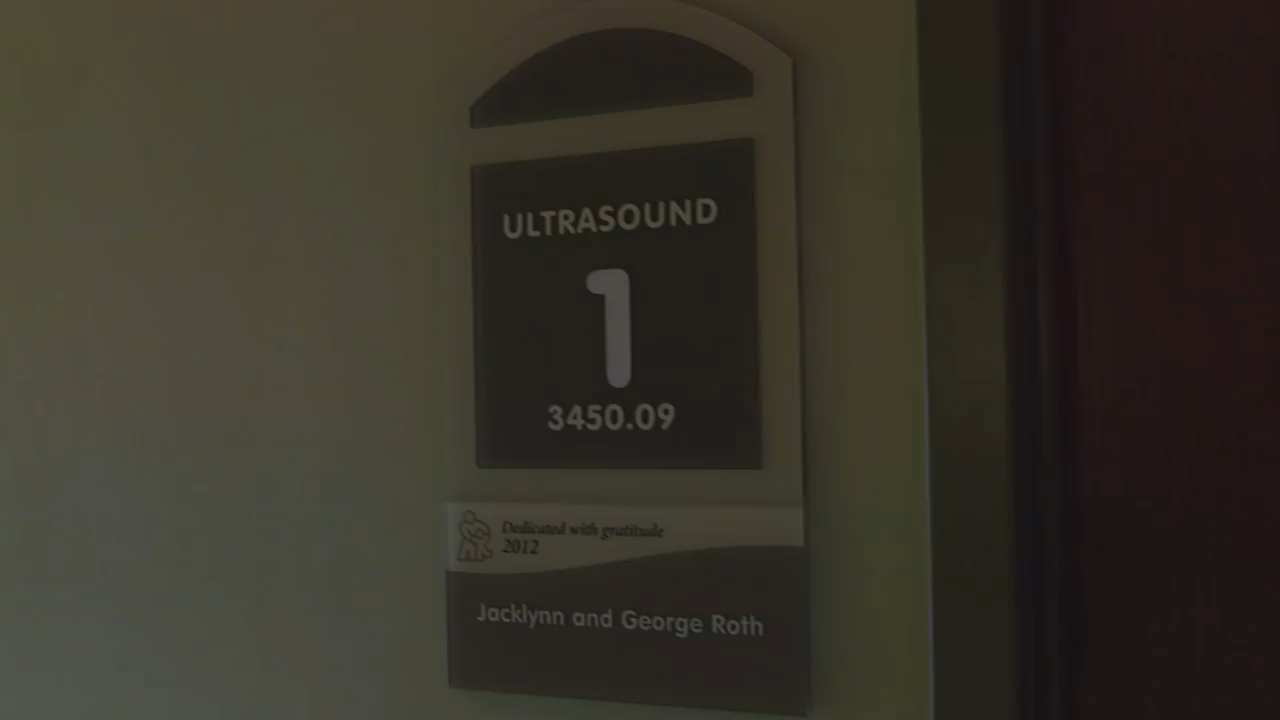 ULTRASOUND
1
3450.09
Dedicated with gratitude
2012
Jacklynn and George Roth